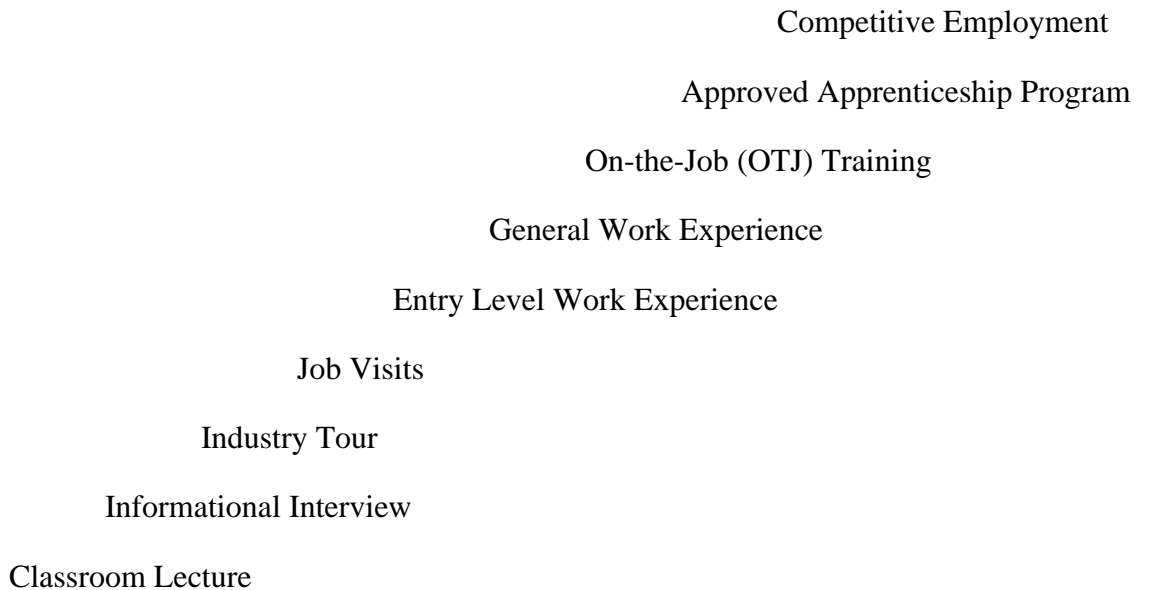 Competitive Employment
Approved Apprenticeship Program
On-the-Job (OTJ) Training
General Work Experience
Entry Level Work Experience
Job Visits
Industry Tour
Informational Interview
Classroom Lecture